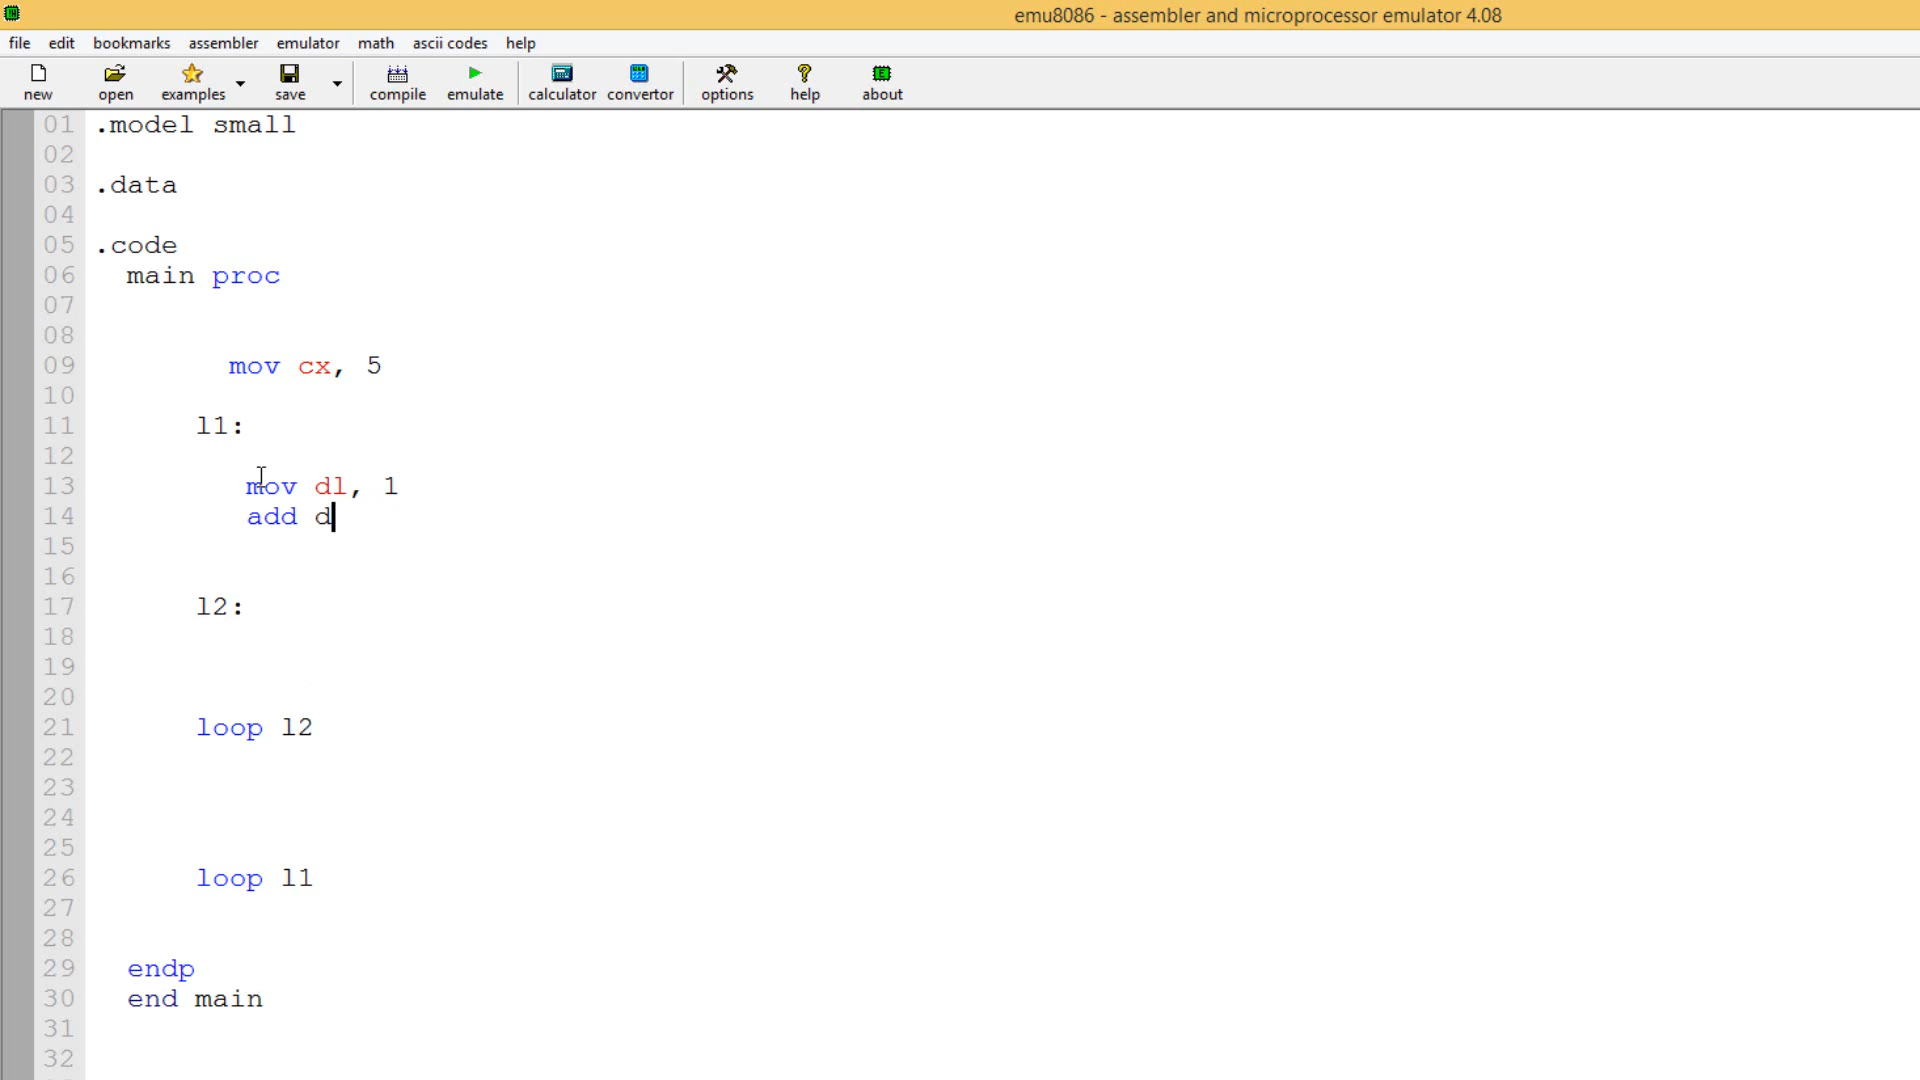 emu8086 - assembler and microprocessor emulator 4.08
file edit bookmarks assembler emulator math ascii codes help
new open examples save compile emulate calculator convertor options help about
01 .model small
02
03 .data
04
05 .code
06 main proc
07
08
09 mov cx, 5
10
11 l1:
12
13 mov dl, 1
14 add d
15
16
17 l2:
18
19
20
21 loop l2
22
23
24
25
26 loop l1
27
28
29 endp
30 end main
31
32